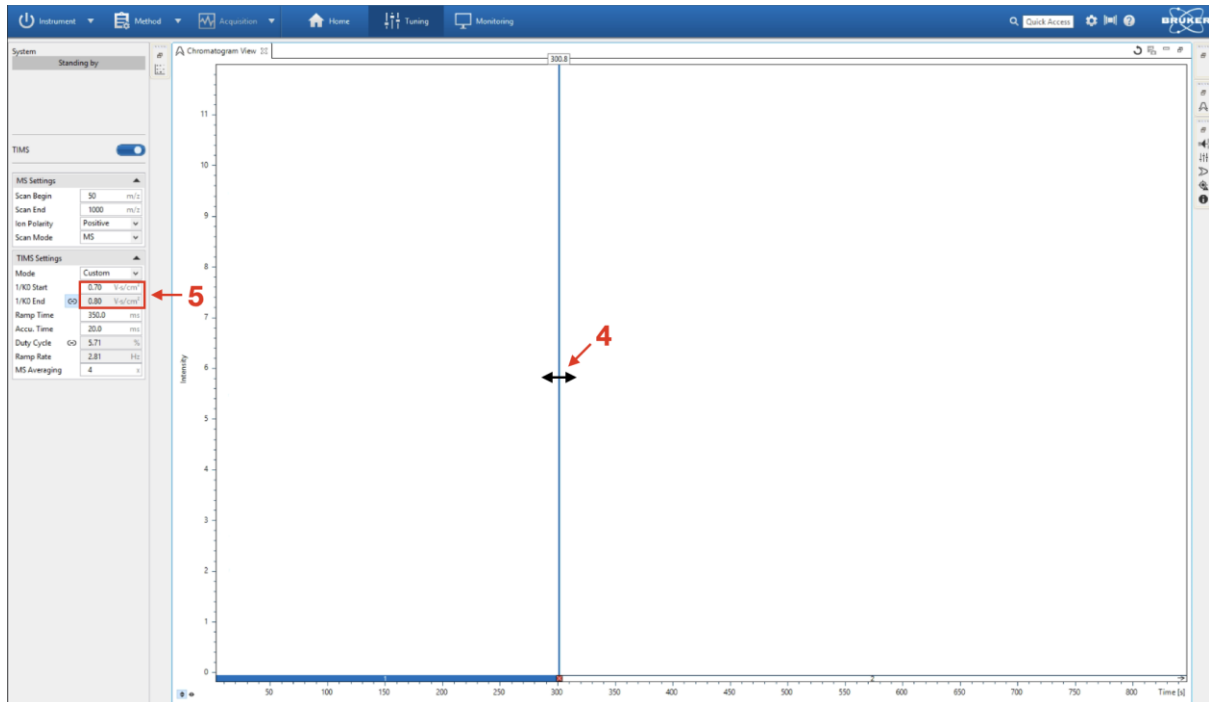 Instrument Method Acquisition Home Tuning Monitoring Quick Access BRUKER
System
Standing by
TIMS
MS Settings
Scan Begin 50 m/z
Scan End 1000 m/z
Ion Polarity Positive
Scan Mode MS
TIMS Settings
Mode Custom
1/K0 Start 0.70 V-s/cm²
1/K0 End 0.80 V-s/cm²
Ramp Time 350.0 ms
Accu. Time 20.0 ms
Duty Cycle 5.71 %
Ramp Rate 2.81 Hz
MS Averaging 4 x
5
Chromatogram View
300.8
11
10
9
8
7
6
5
4
3
2
1
0
Intensity
4
1 2
50 100 150 200 250 300 350 400 450 500 550 600 650 700 750 800 Time [s]